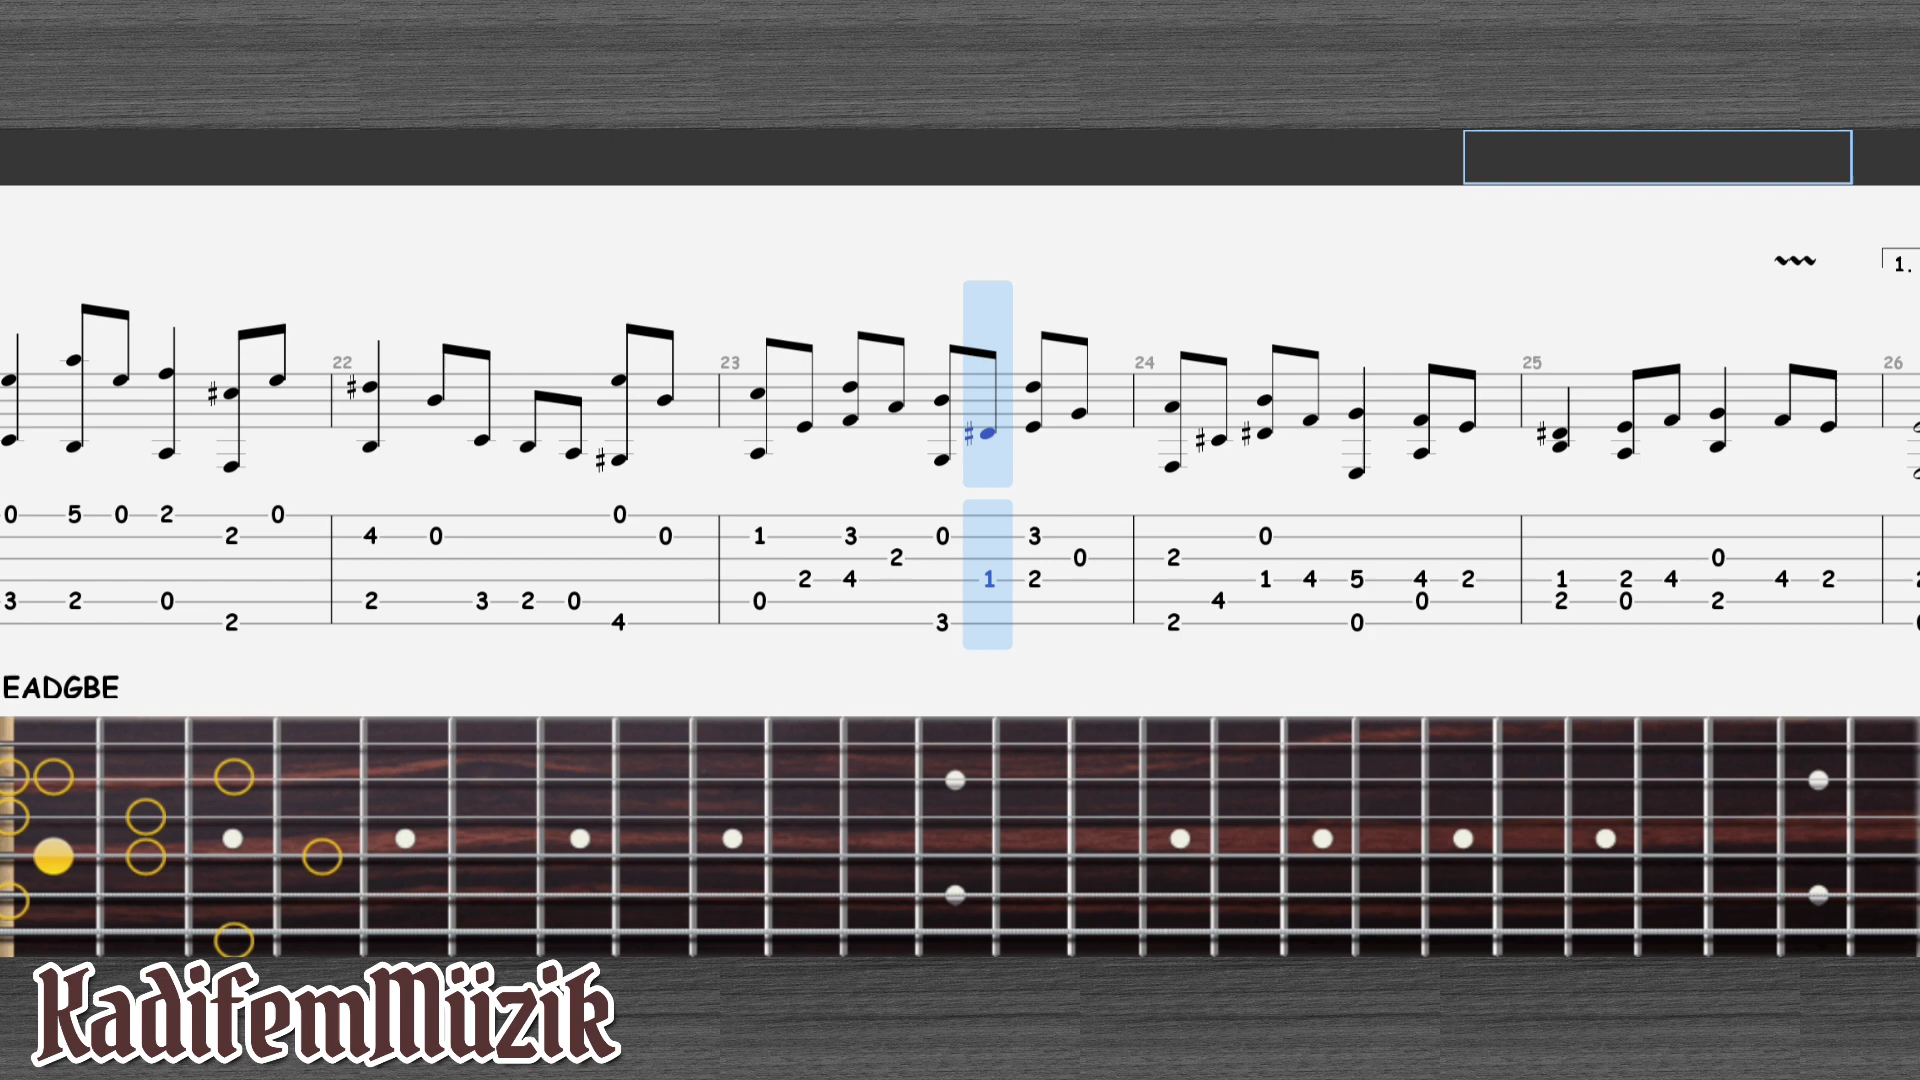 1.
22 23 24 25 26
0 5 0 2 0 0
2 4 0 0 1 3 0 3 0
2 0 2 0
2 4 1 2 1 4 5 4 2 1 2 4 4 2
3 2 0 2 3 2 0 0 4 0 2 0 2
2 4 3 2 0
EADGBE
KadifemMüzik